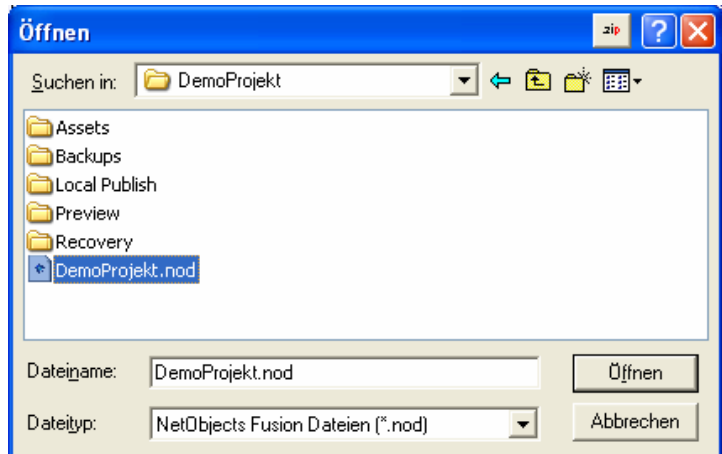 Öffnen
zip
Suchen in: DemoProjekt
Assets
Backups
Local Publish
Preview
Recovery
DemoProjekt.nod
Dateiname: DemoProjekt.nod Öffnen
Dateityp: NetObjects Fusion Dateien (*.nod) Abbrechen